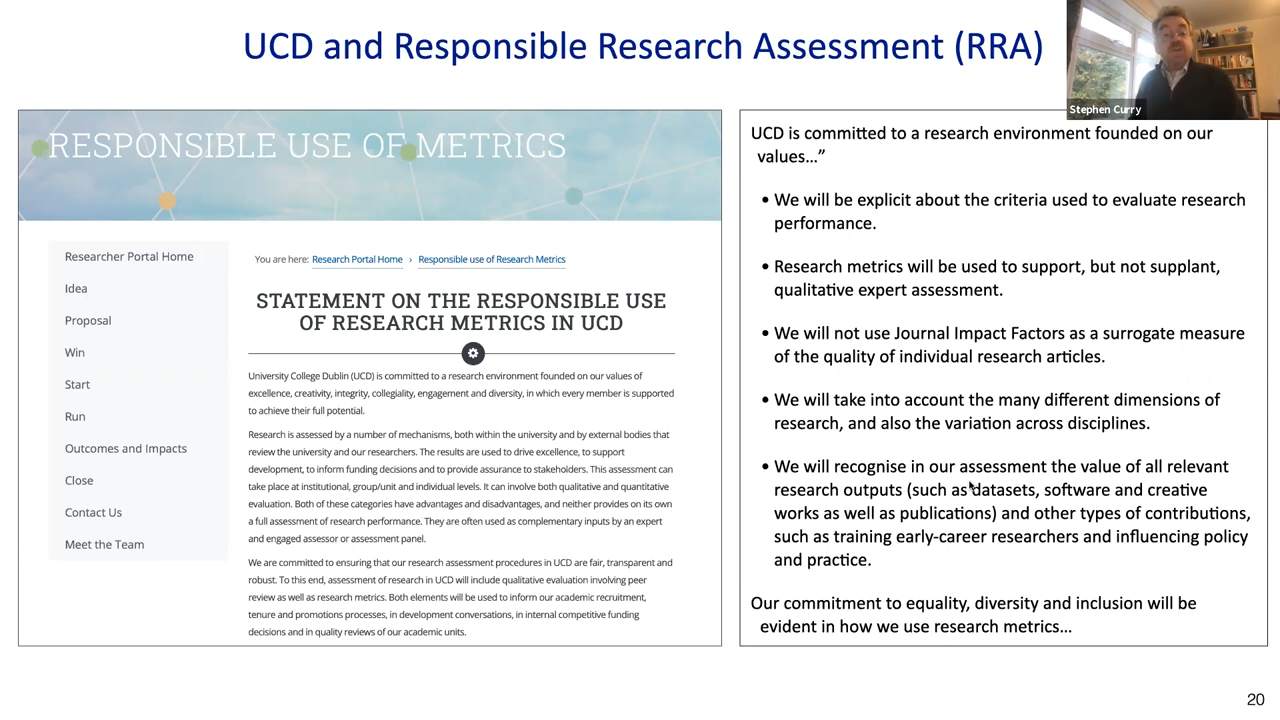 UCD and Responsible Research Assessment (RRA)
Stephen Curry
RESPONSIBLE USE OF METRICS
Researcher Portal Home
Idea
Proposal
Win
Start
Run
Outcomes and Impacts
Close
Contact Us
Meet the Team
You are here: Research Portal Home › Responsible use of Research Metrics
STATEMENT ON THE RESPONSIBLE USE
OF RESEARCH METRICS IN UCD
University College Dublin (UCD) is committed to a research environment founded on our values of
excellence, creativity, integrity, collegiality, engagement and diversity, in which every member is supported
to achieve their full potential.
Research is assessed by a number of mechanisms, both within the university and by external bodies that
review the university and our researchers. The results are used to drive excellence, to support
development, to inform funding decisions and to provide assurance to stakeholders. This assessment can
take place at institutional, group/unit and individual levels. It can involve both qualitative and quantitative
evaluation. Both of these categories have advantages and disadvantages, and neither provides on its own
a full assessment of research performance. They are often used as complementary inputs by an expert
and engaged assessor or assessment panel.
We are committed to ensuring that our research assessment procedures in UCD are fair, transparent and
robust. To this end, assessment of research in UCD will include qualitative evaluation involving peer
review as well as research metrics. Both elements will be used to inform our academic recruitment,
tenure and promotions processes, in development conversations, in internal competitive funding
decisions and in quality reviews of our academic units.
UCD is committed to a research environment founded on our
values…”
• We will be explicit about the criteria used to evaluate research
performance.
• Research metrics will be used to support, but not supplant,
qualitative expert assessment.
• We will not use Journal Impact Factors as a surrogate measure
of the quality of individual research articles.
• We will take into account the many different dimensions of
research, and also the variation across disciplines.
• We will recognise in our assessment the value of all relevant
research outputs (such as datasets, software and creative
works as well as publications) and other types of contributions,
such as training early-career researchers and influencing policy
and practice.
Our commitment to equality, diversity and inclusion will be
evident in how we use research metrics…
20